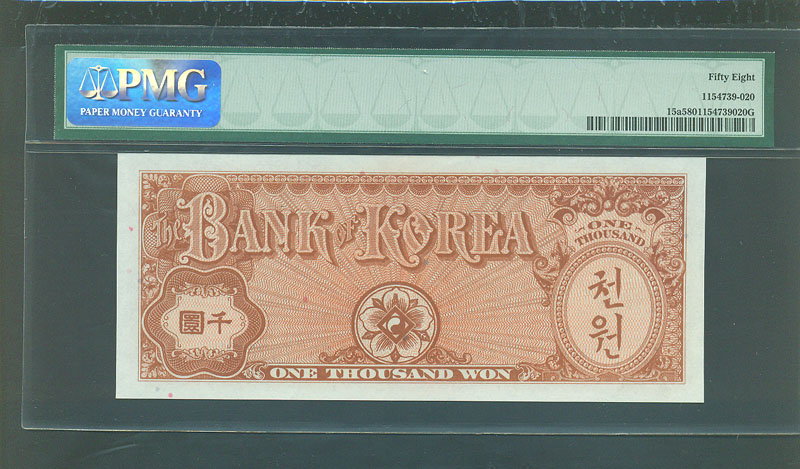 PMG
PAPER MONEY GUARANTY
Fifty Eight
1154739-020
15a5801154739020G
The BANK of KOREA
ONE
THOUSAND
圓千
천
원
ONE THOUSAND WON